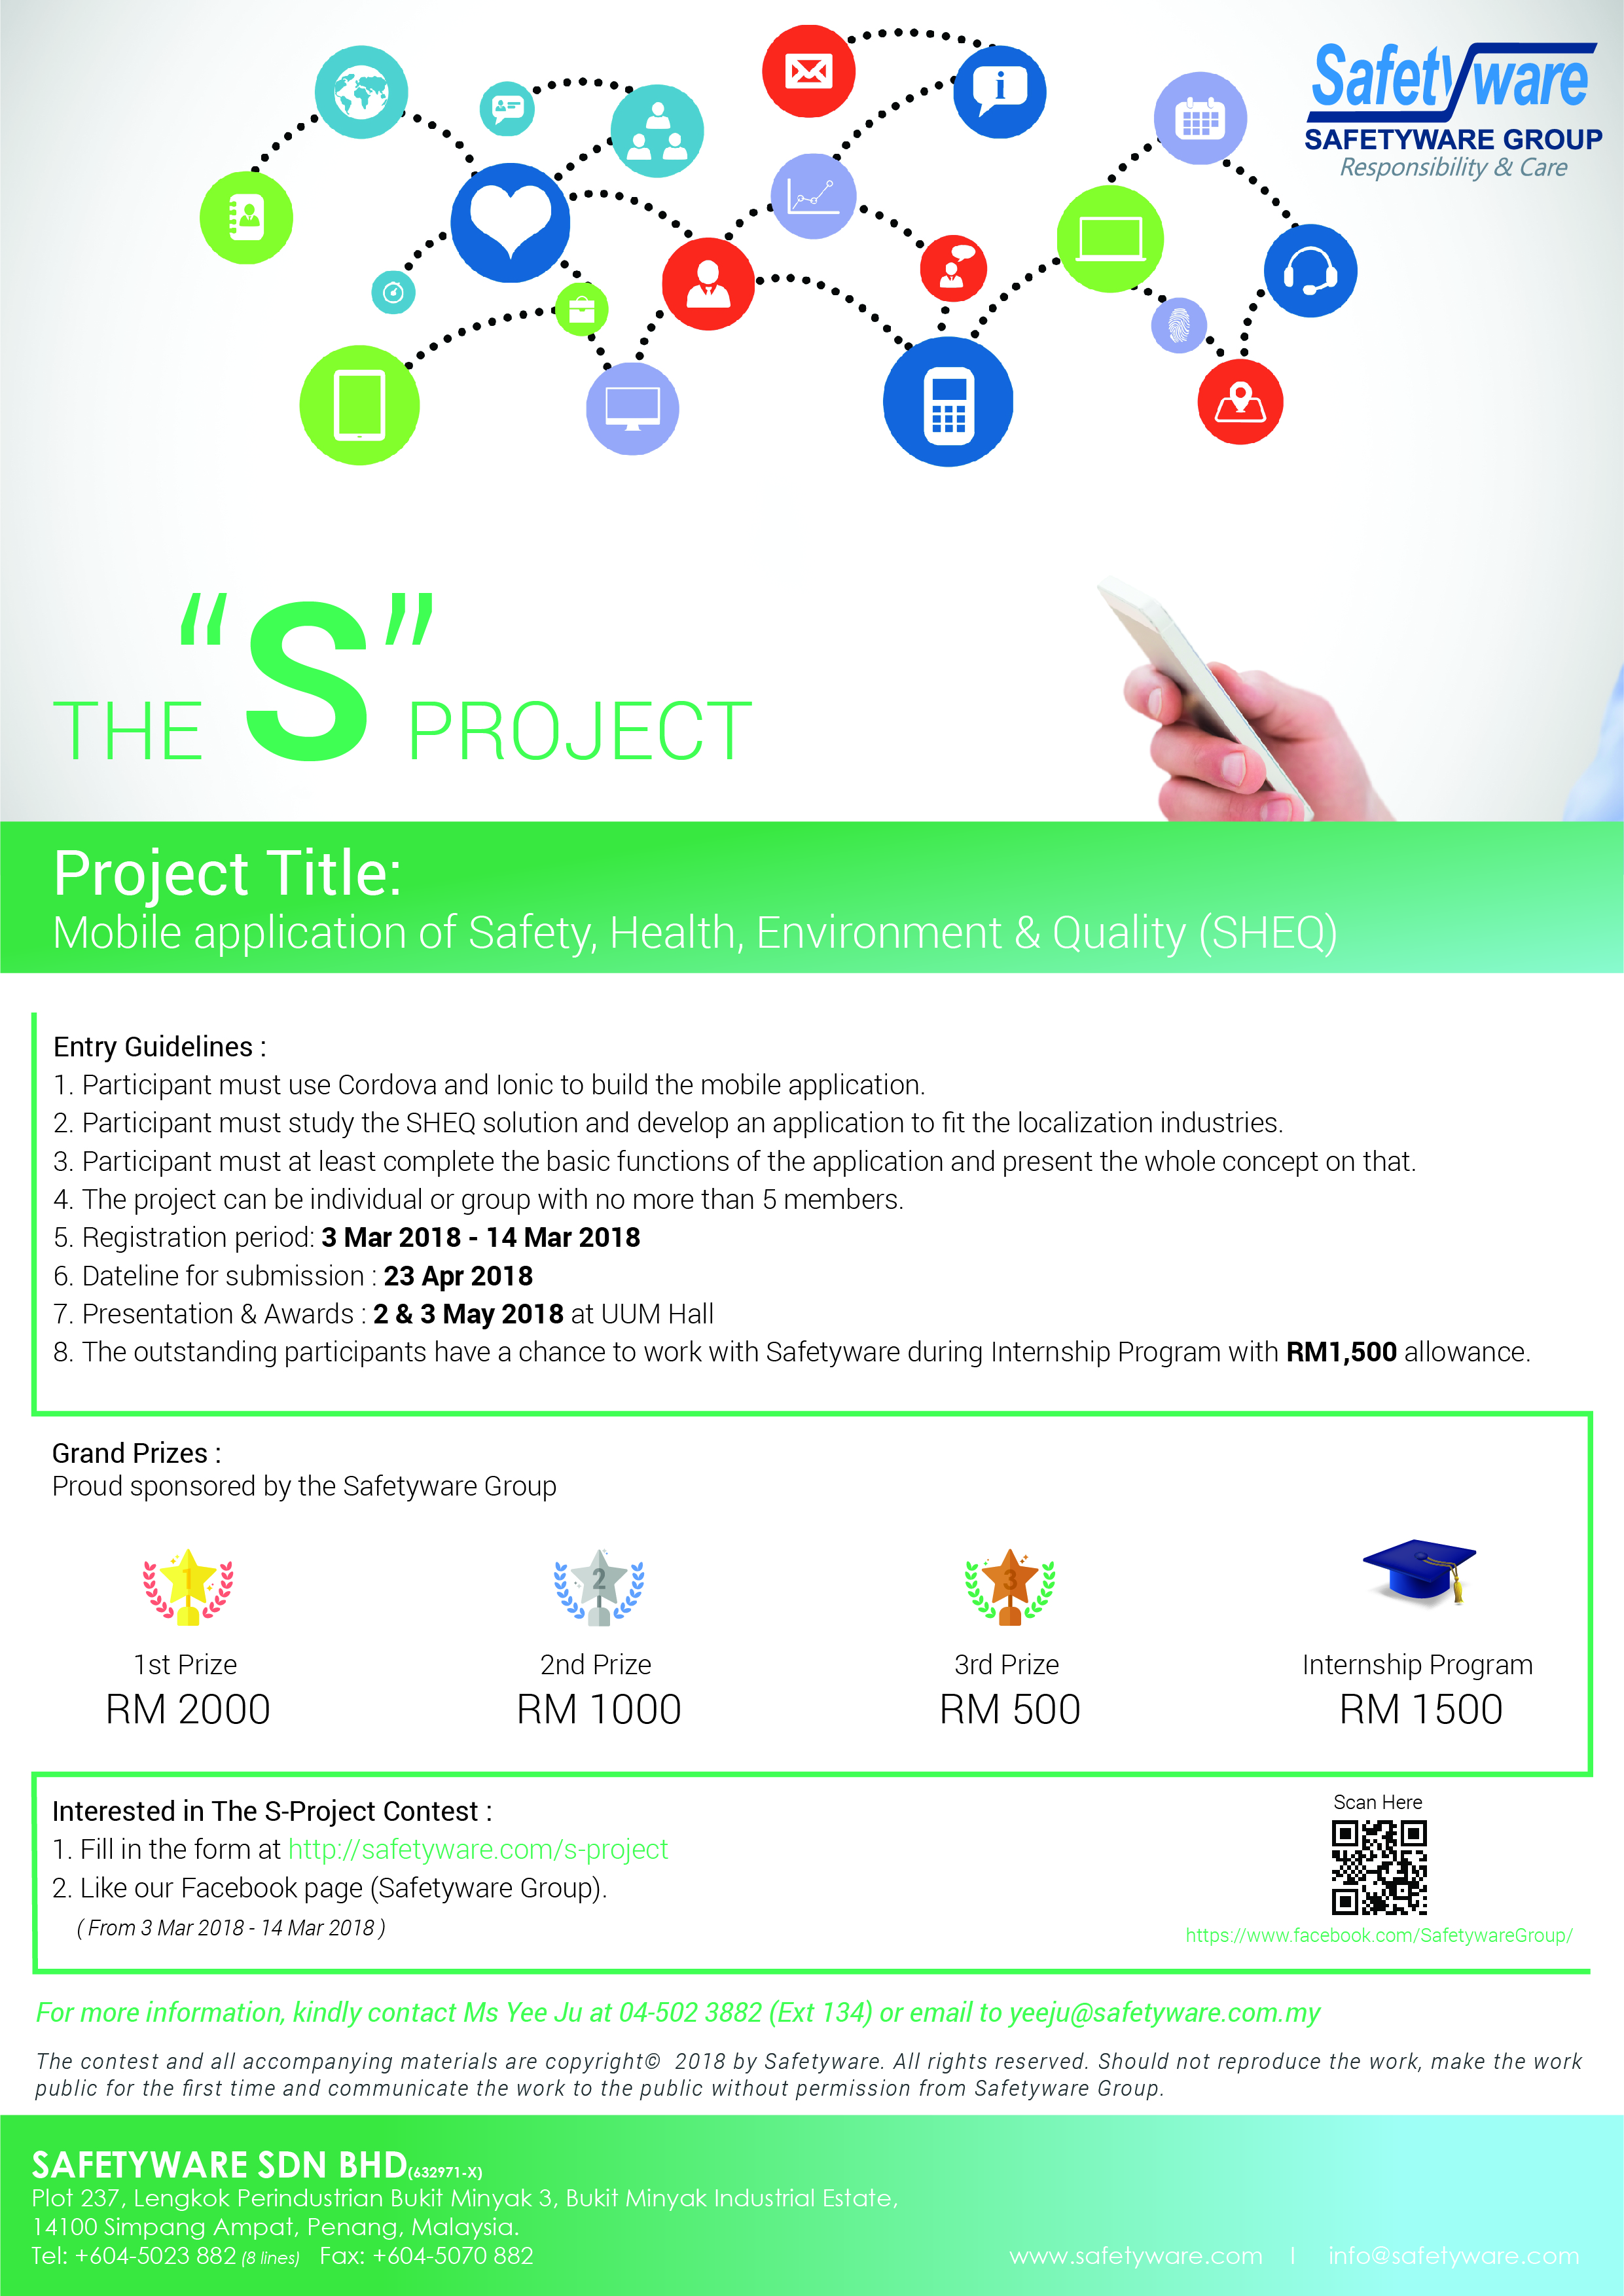 Safetyware
SAFETYWARE GROUP
Responsibility & Care
THE "S" PROJECT
Project Title:
Mobile application of Safety, Health, Environment & Quality (SHEQ)
Entry Guidelines :
1. Participant must use Cordova and Ionic to build the mobile application.
2. Participant must study the SHEQ solution and develop an application to fit the localization industries.
3. Participant must at least complete the basic functions of the application and present the whole concept on that.
4. The project can be individual or group with no more than 5 members.
5. Registration period: 3 Mar 2018 - 14 Mar 2018
6. Dateline for submission : 23 Apr 2018
7. Presentation & Awards : 2 & 3 May 2018 at UUM Hall
8. The outstanding participants have a chance to work with Safetyware during Internship Program with RM1,500 allowance.
Grand Prizes :
Proud sponsored by the Safetyware Group
1
1st Prize
RM 2000
2
2nd Prize
RM 1000
3
3rd Prize
RM 500
Internship Program
RM 1500
Interested in The S-Project Contest :
1. Fill in the form at http://safetyware.com/s-project
2. Like our Facebook page (Safetyware Group).
( From 3 Mar 2018 - 14 Mar 2018 )
Scan Here
https://www.facebook.com/SafetywareGroup/
For more information, kindly contact Ms Yee Ju at 04-502 3882 (Ext 134) or email to yeeju@safetyware.com.my
The contest and all accompanying materials are copyright© 2018 by Safetyware. All rights reserved. Should not reproduce the work, make the work
public for the first time and communicate the work to the public without permission from Safetyware Group.
SAFETYWARE SDN BHD(632971-X)
Plot 237, Lengkok Perindustrian Bukit Minyak 3, Bukit Minyak Industrial Estate,
14100 Simpang Ampat, Penang, Malaysia.
Tel: +604-5023 882 (8 lines) Fax: +604-5070 882
www.safetyware.com | info@safetyware.com